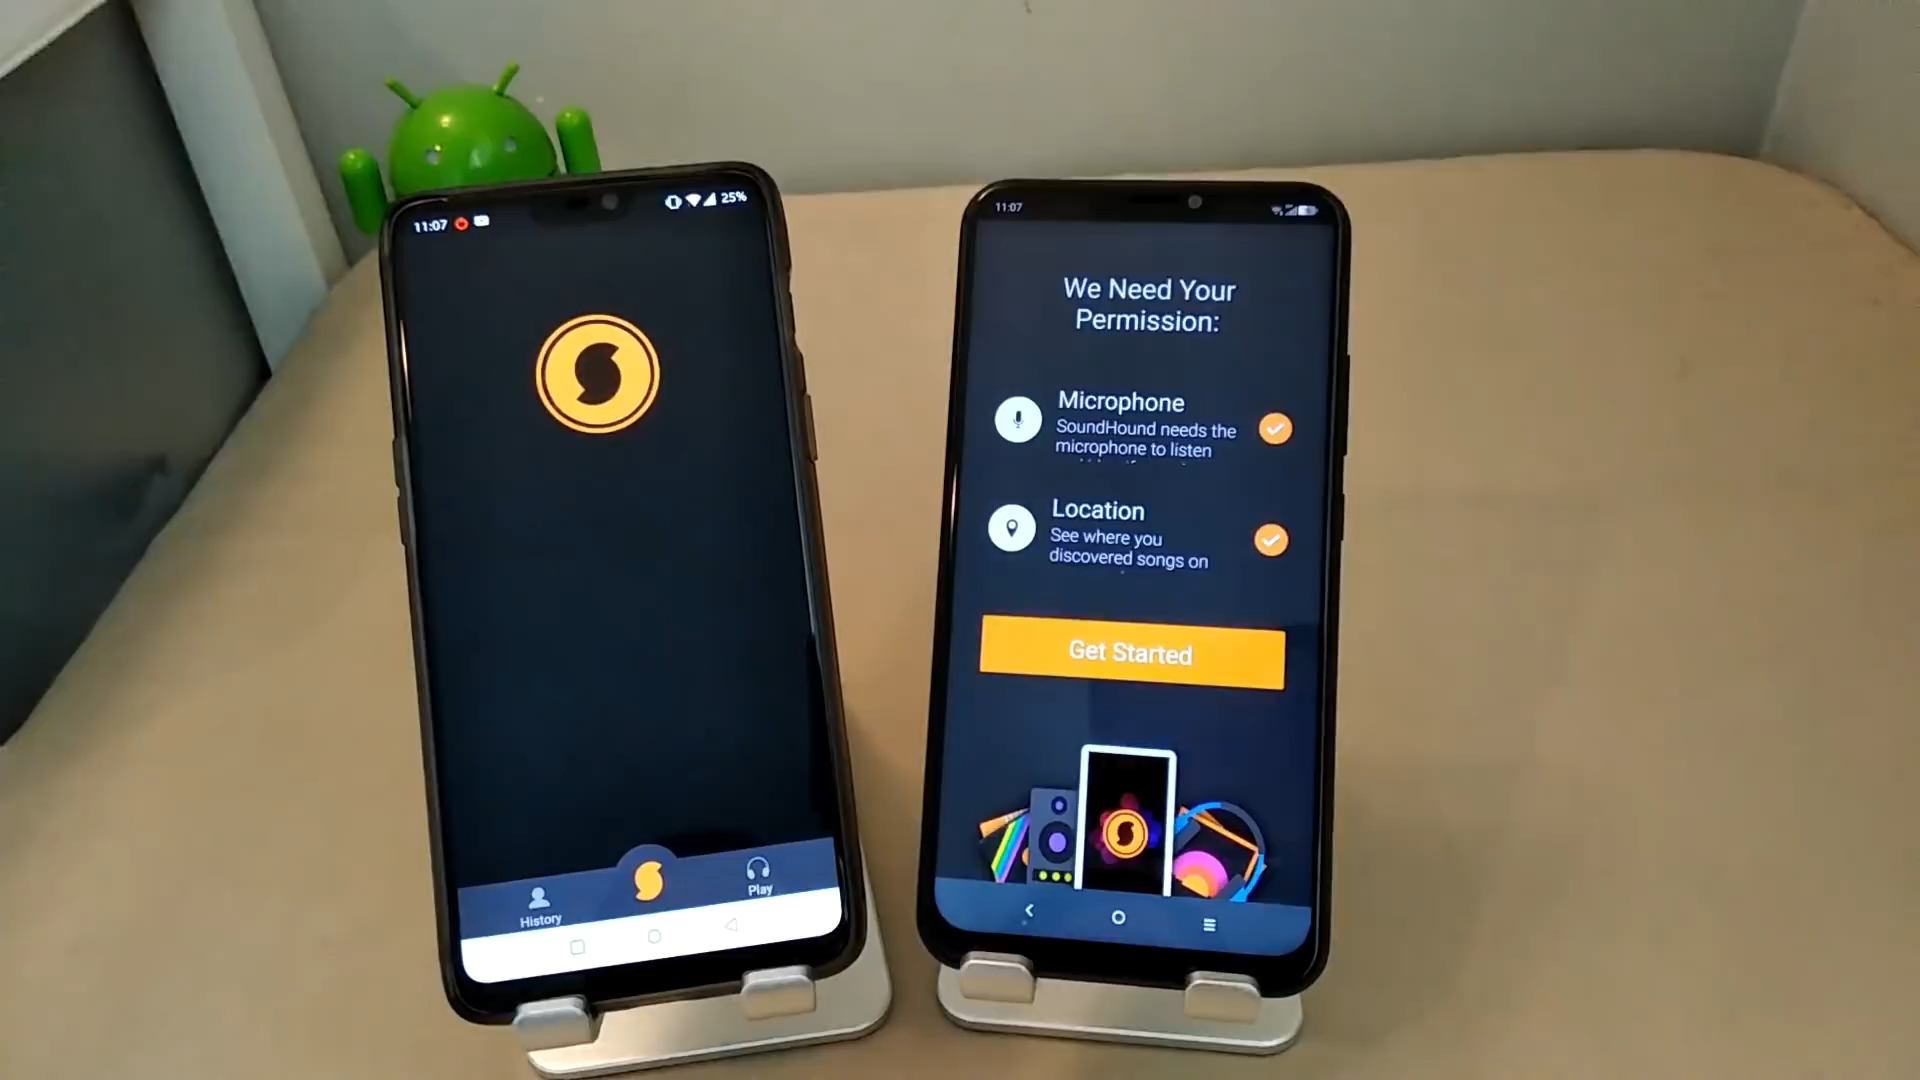 11:07
25%
History
Play
11:07
We Need Your
Permission:
Microphone
SoundHound needs the
microphone to listen
Location
See where you
discovered songs on
Get Started